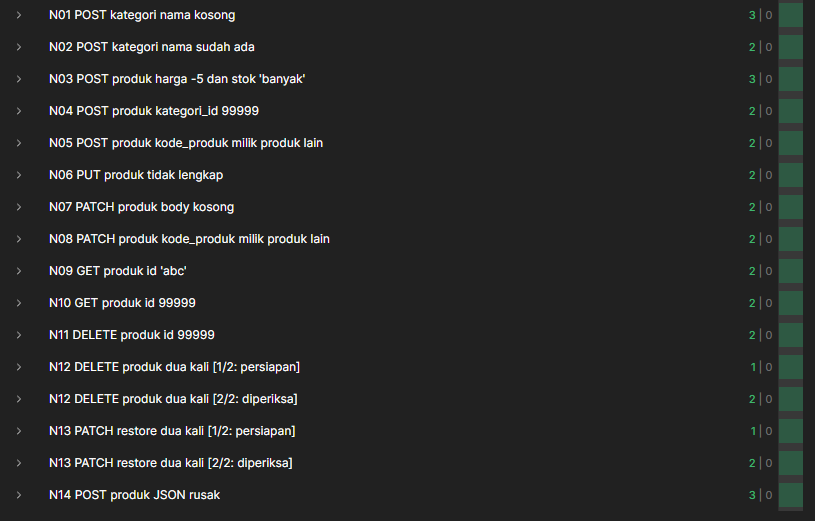 N01 POST kategori nama kosong 3 | 0
N02 POST kategori nama sudah ada 2 | 0
N03 POST produk harga -5 dan stok 'banyak' 3 | 0
N04 POST produk kategori_id 99999 2 | 0
N05 POST produk kode_produk milik produk lain 2 | 0
N06 PUT produk tidak lengkap 2 | 0
N07 PATCH produk body kosong 2 | 0
N08 PATCH produk kode_produk milik produk lain 2 | 0
N09 GET produk id 'abc' 2 | 0
N10 GET produk id 99999 2 | 0
N11 DELETE produk id 99999 2 | 0
N12 DELETE produk dua kali [1/2: persiapan] 1 | 0
N12 DELETE produk dua kali [2/2: diperiksa] 2 | 0
N13 PATCH restore dua kali [1/2: persiapan] 1 | 0
N13 PATCH restore dua kali [2/2: diperiksa] 2 | 0
N14 POST produk JSON rusak 3 | 0